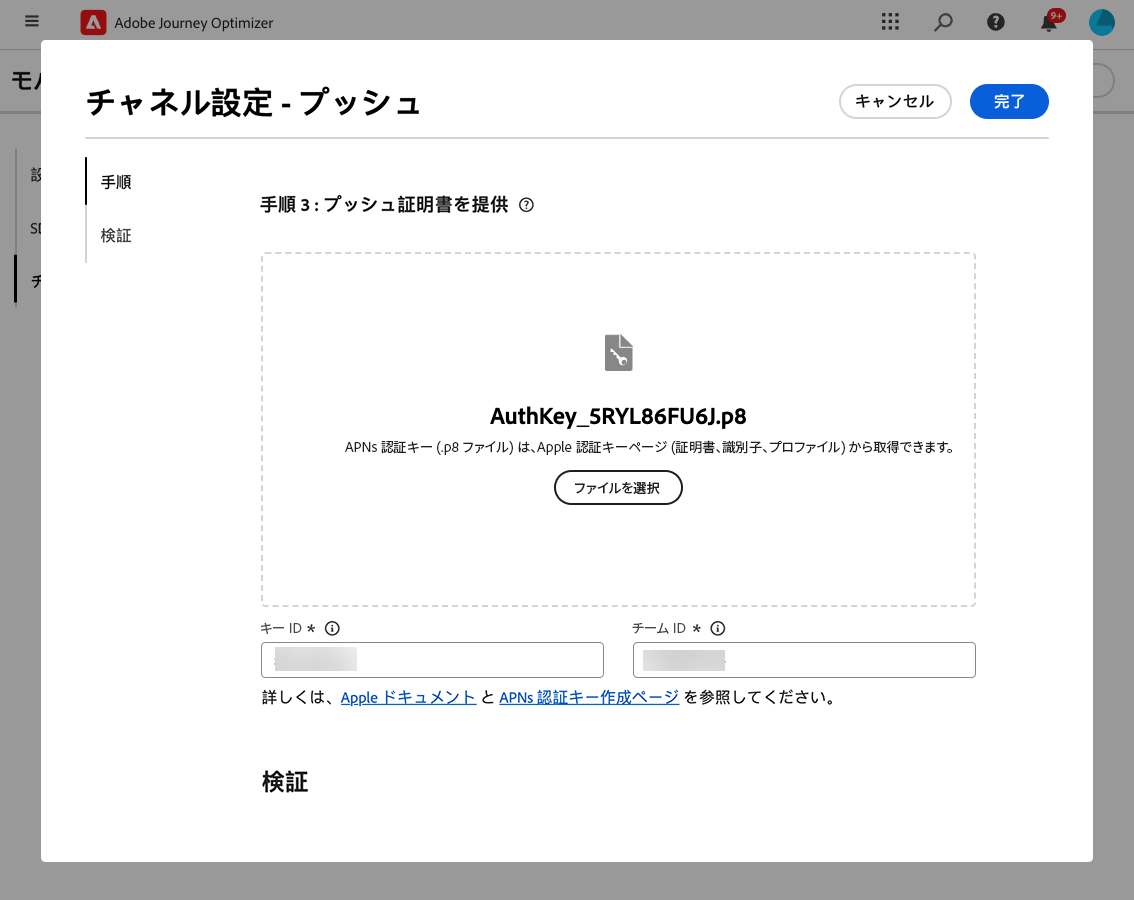 Adobe Journey Optimizer
9+
チャネル設定 - プッシュ
キャンセル
完了
手順
検証
手順 3 : プッシュ証明書を提供
AuthKey_5RYL86FU6J.p8
APNs 認証キー (.p8 ファイル) は、Apple 認証キーページ (証明書、識別子、プロファイル) から取得できます。
ファイルを選択
キー ID *
チーム ID *
詳しくは、Apple ドキュメント と APNs 認証キー作成ページ を参照してください。
検証